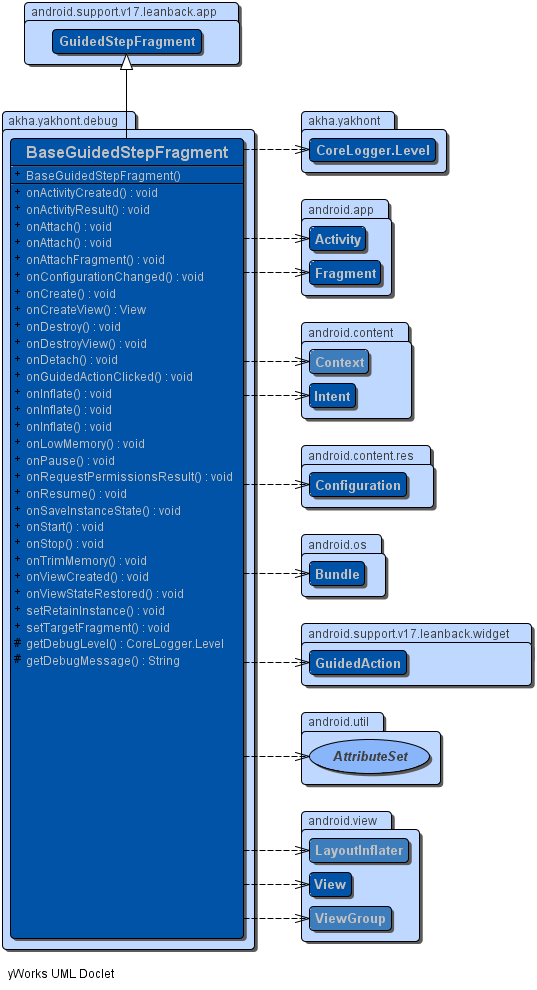 android.support.v17.leanback.app
GuidedStepFragment
akha.yakhont.debug
BaseGuidedStepFragment
+ BaseGuidedStepFragment()
+ onActivityCreated() : void
+ onActivityResult() : void
+ onAttach() : void
+ onAttach() : void
+ onAttachFragment() : void
+ onConfigurationChanged() : void
+ onCreate() : void
+ onCreateView() : View
+ onDestroy() : void
+ onDestroyView() : void
+ onDetach() : void
+ onGuidedActionClicked() : void
+ onInflate() : void
+ onInflate() : void
+ onInflate() : void
+ onLowMemory() : void
+ onPause() : void
+ onRequestPermissionsResult() : void
+ onResume() : void
+ onSaveInstanceState() : void
+ onStart() : void
+ onStop() : void
+ onTrimMemory() : void
+ onViewCreated() : void
+ onViewStateRestored() : void
+ setRetainInstance() : void
+ setTargetFragment() : void
# getDebugLevel() : CoreLogger.Level
# getDebugMessage() : String
akha.yakhont
CoreLogger.Level
android.app
Activity
Fragment
android.content
Context
Intent
android.content.res
Configuration
android.os
Bundle
android.support.v17.leanback.widget
GuidedAction
android.util
AttributeSet
android.view
LayoutInflater
View
ViewGroup
yWorks UML Doclet